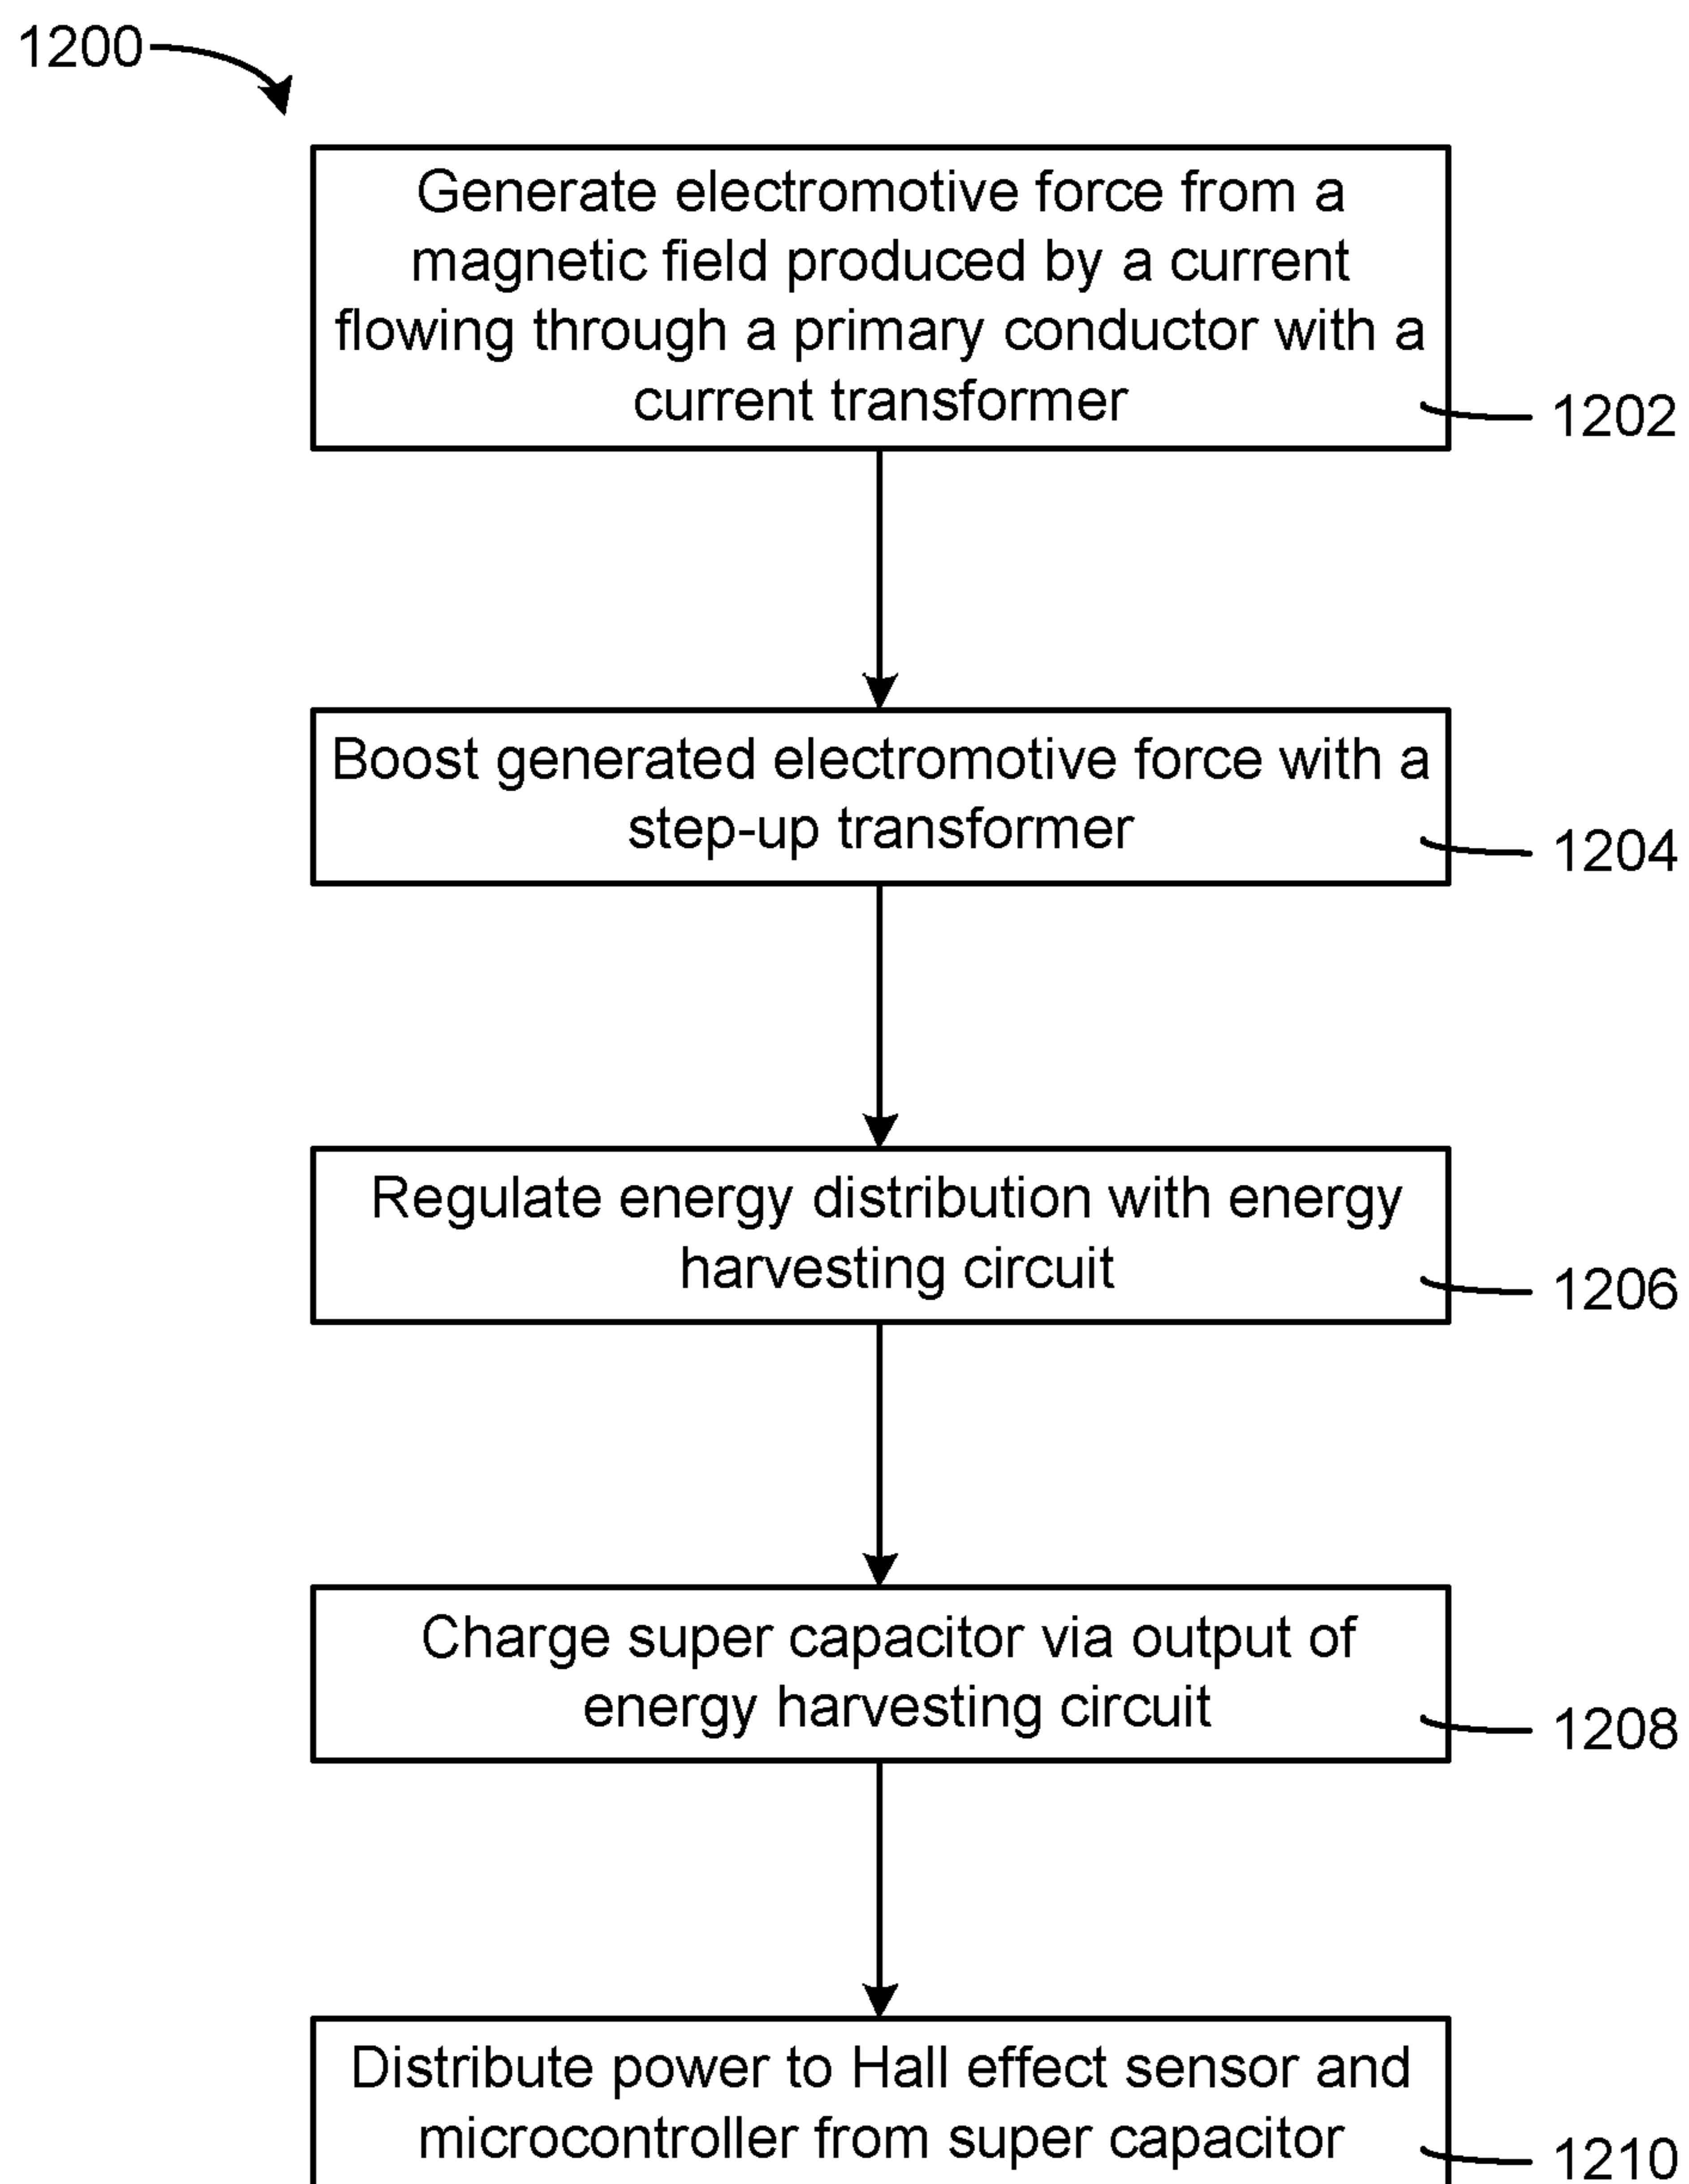 1200
Generate electromotive force from a
magnetic field produced by a current
flowing through a primary conductor with a
current transformer
1202
Boost generated electromotive force with a
step-up transformer
1204
Regulate energy distribution with energy
harvesting circuit
1206
Charge super capacitor via output of
energy harvesting circuit
1208
Distribute power to Hall effect sensor and
microcontroller from super capacitor
1210